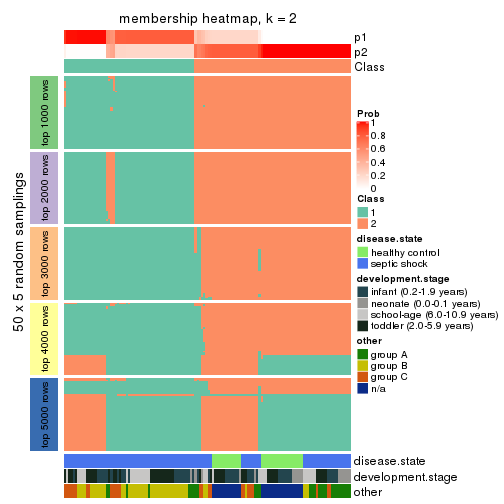 membership heatmap, k = 2
p1
p2
Class
50 x 5 random samplings
top 1000 rows
top 2000 rows
top 3000 rows
top 4000 rows
top 5000 rows
Prob
1
0.8
0.6
0.4
0.2
0
Class
1
2
disease.state
healthy control
septic shock
development.stage
infant (0.2-1.9 years)
neonate (0.0-0.1 years)
school-age (6.0-10.9 years)
toddler (2.0-5.9 years)
other
group A
group B
group C
n/a
disease.state
development.stage
other